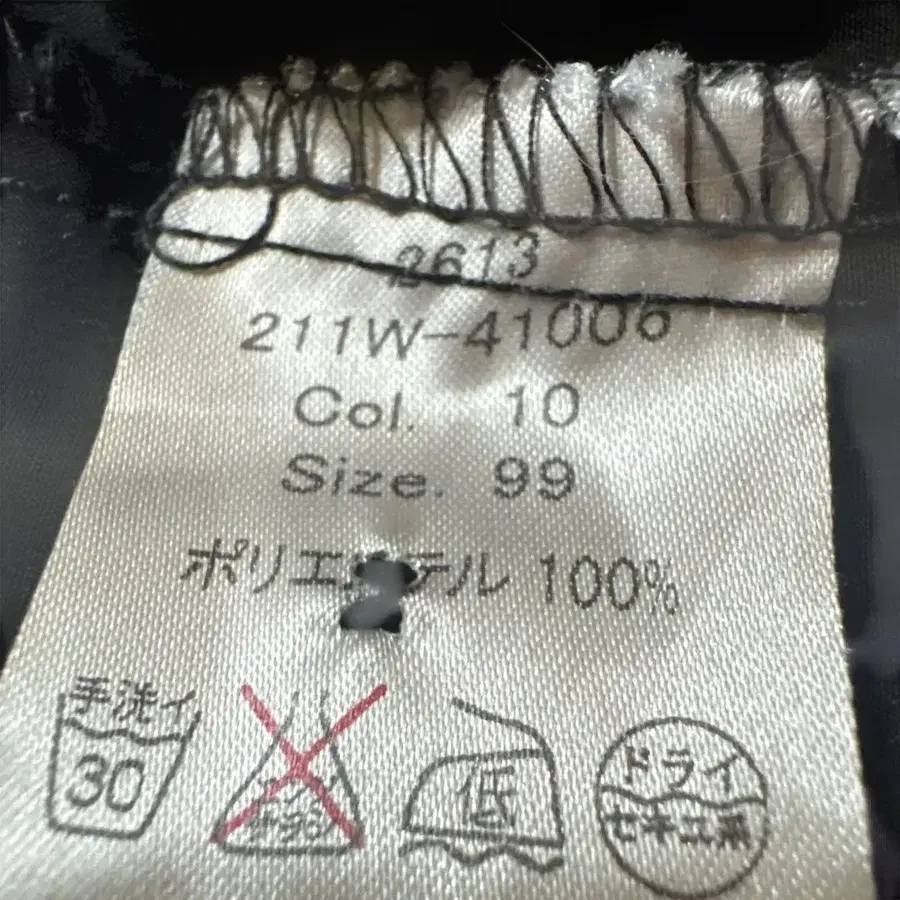 2613
211W-41006
Col. 10
Size. 99
ポリエステル 100%
手洗イ
30
低
ドライ
セキユ系